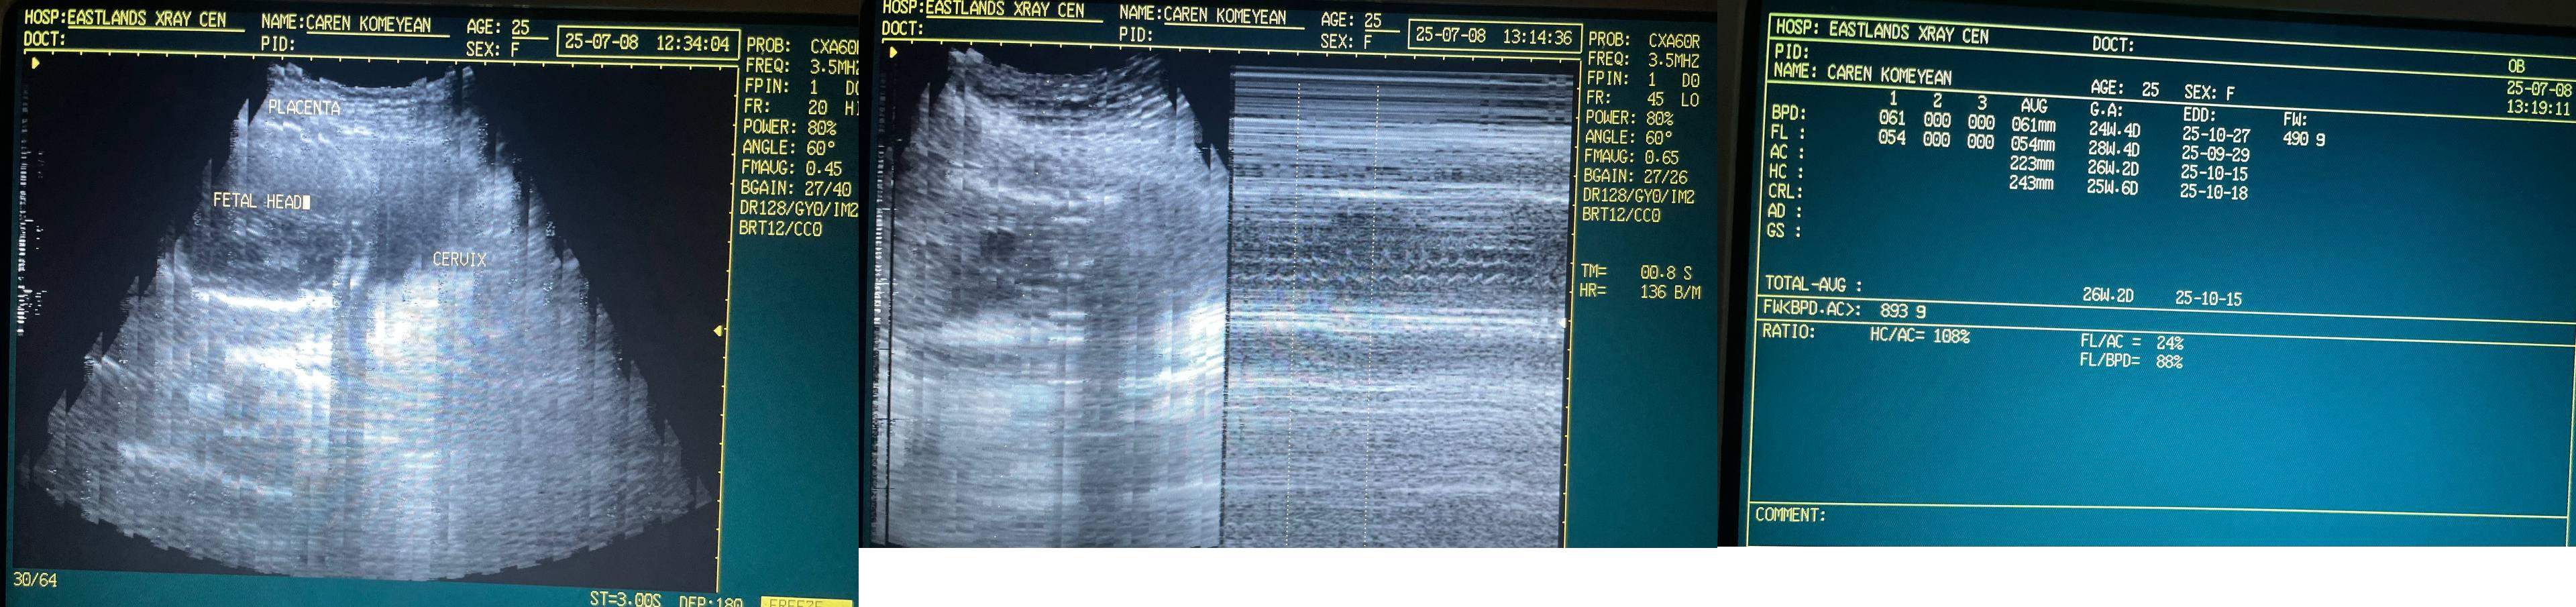 HOSP:EASTLANDS XRAY CEN NAME:CAREN KOMEYEAN AGE: 25
DOCT: PID: SEX: F 25-07-08 12:34:04
PROB: CXA60
FREQ: 3.5MHZ
FPIN: 1 D0
FR: 20 HI
POWER: 80%
ANGLE: 60°
FMAVG: 0.45
BGAIN: 27/40
DR128/GY0/IM2
BRT12/CC0
PLACENTA
FETAL HEAD
CERVIX
30/64
ST=3.00S DEP:180 FREEZE
HOSP:EASTLANDS XRAY CEN NAME:CAREN KOMEYEAN AGE: 25
DOCT: PID: SEX: F 25-07-08 13:14:36
PROB: CXA60R
FREQ: 3.5MHZ
FPIN: 1 D0
FR: 45 LO
POWER: 80%
ANGLE: 60°
FMAVG: 0.65
BGAIN: 27/26
DR128/GY0/IM2
BRT12/CC0
TM= 00.8 S
HR= 136 B/M
HOSP: EASTLANDS XRAY CEN DOCT:
PID: OB
NAME: CAREN KOMEYEAN AGE: 25 SEX: F 25-07-08
13:19:11
1 2 3 AVG G.A: EDD: FW:
BPD: 061 000 000 061mm 24W.4D 25-10-27 490 g
FL : 054 000 000 054mm 28W.4D 25-09-29
AC : 223mm 26W.2D 25-10-15
HC : 243mm 25W.6D 25-10-18
CRL:
AD :
GS :
TOTAL-AVG : 26W.2D 25-10-15
FW<BPD.AC>: 893 g
RATIO: HC/AC= 108% FL/AC = 24%
FL/BPD= 88%
COMMENT: